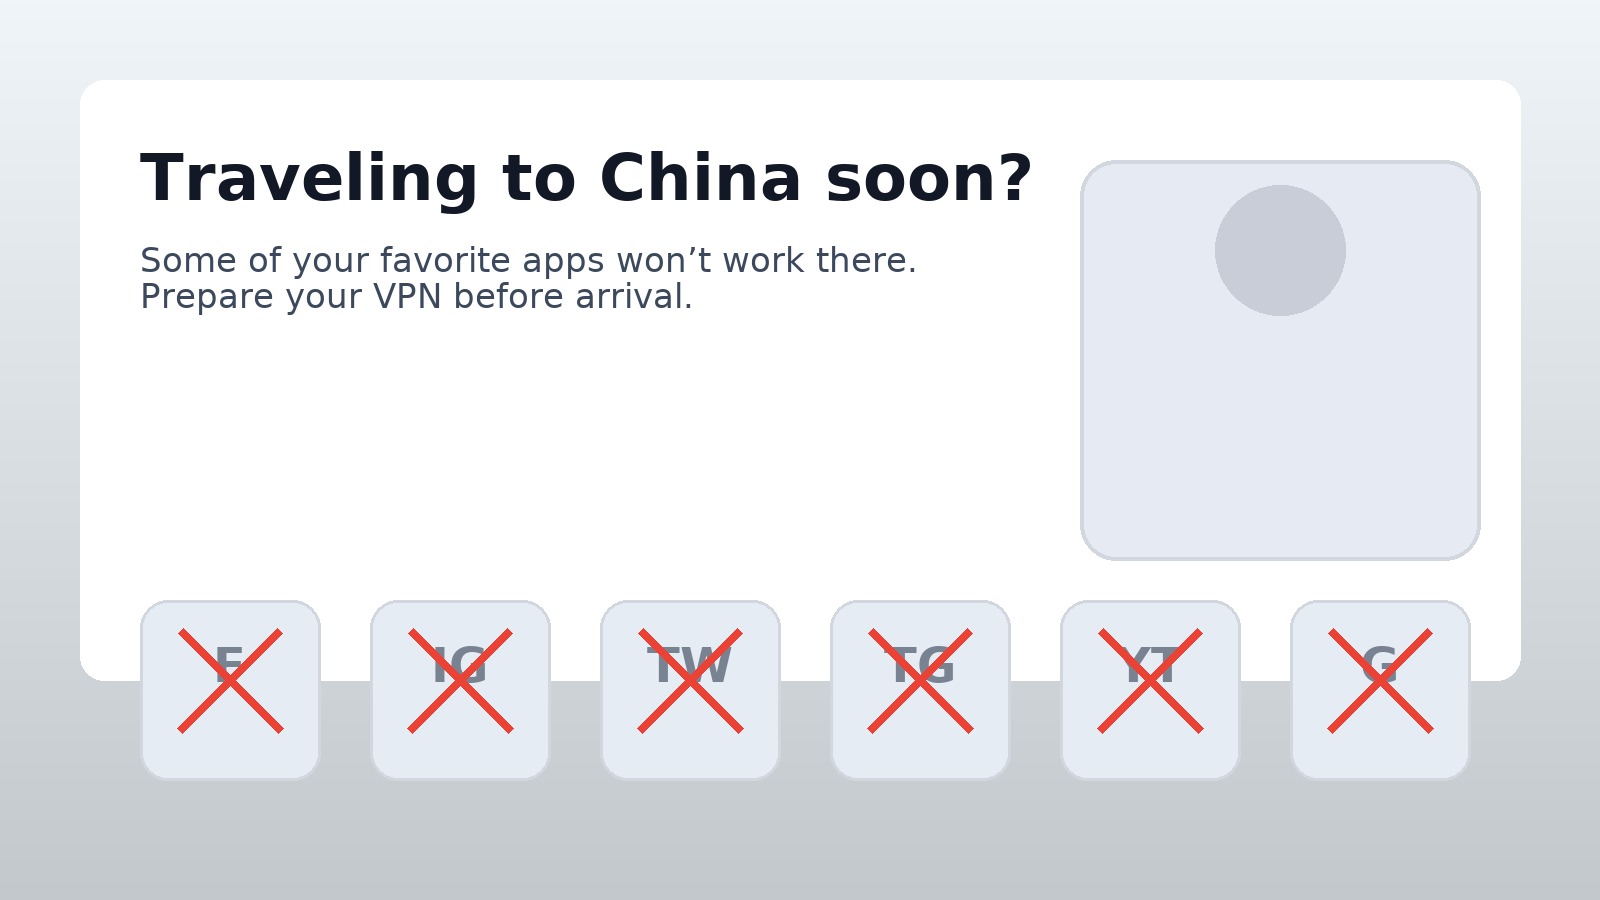 Traveling to China soon?
Some of your favorite apps won’t work there.
Prepare your VPN before arrival.
F
IG
TW
TG
YT
G